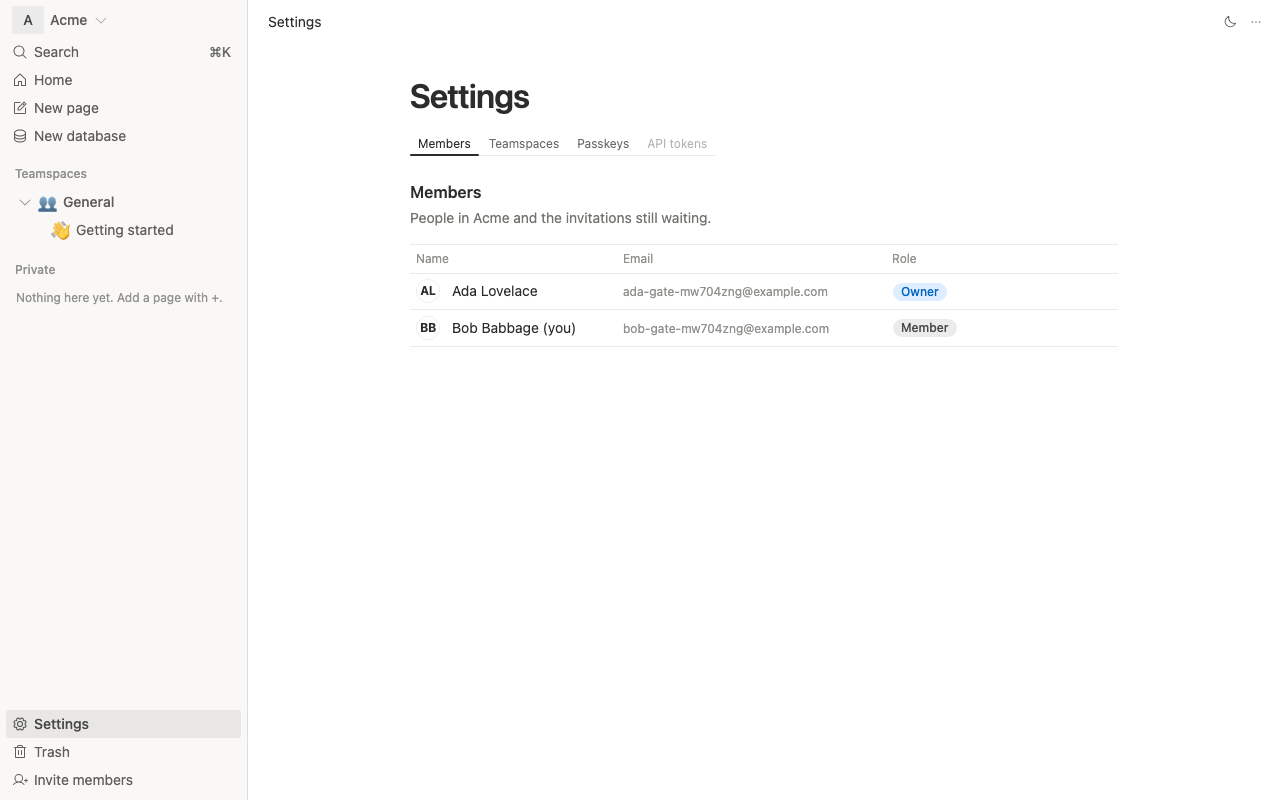 A Acme
Search ⌘K
Home
New page
New database
Teamspaces
General
Getting started
Private
Nothing here yet. Add a page with +.
Settings
Trash
Invite members
Settings
Settings
Members Teamspaces Passkeys API tokens
Members
People in Acme and the invitations still waiting.
Name Email Role
AL Ada Lovelace ada-gate-mw704zng@example.com Owner
BB Bob Babbage (you) bob-gate-mw704zng@example.com Member